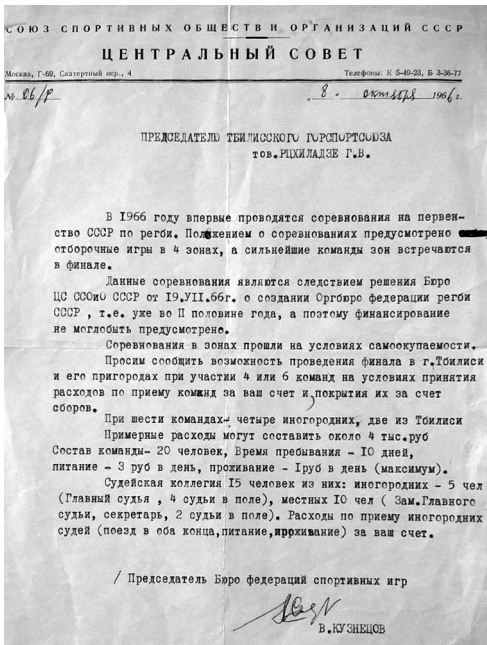 СОЮЗ СПОРТИВНЫХ ОБЩЕСТВ И ОРГАНИЗАЦИЙ СССР
ЦЕНТРАЛЬНЫЙ СОВЕТ
Москва, Г-69, Скатертный пер., 4 Телефоны: К 5-49-23, Б 3-36-77
№ 06/р 8 октября 1966 г.
ПРЕДСЕДАТЕЛЮ ТБИЛИССКОГО ГОРСПОРТСОЮЗА
тов.РЦХИЛАДЗЕ Г.В.
В 1966 году впервые проводятся соревнования на первен-
ство СССР по регби. Положением о соревнованиях предусмотрено
отборочные игры в 4 зонах, а сильнейшие команды зон встречаются
в финале.
Данные соревнования являются следствием решения Бюро
ЦС ССОиО СССР от 19.УII.66г. о создании Оргбюро федерации регби
СССР , т.е. уже во II половине года, а поэтому финансирование
не моглобыть предусмотрено.
Соревнования в зонах прошли на условиях самоокупаемости.
Просим сообщить возможность проведения финала в г.Тбилиси
и его пригородах при участии 4 или 6 команд на условиях принятия
расходов по приему команд за ваш счет и покрытия их за счет
сборов.
При шести командах- четыре иногородних, две из Тбилиси
Примерные расходы могут составить около 4 тыс.руб
Состав команды- 20 человек, Время пребывания - 10 дней,
питание - 3 руб в день, проживание - 1руб в день (максимум).
Судейская коллегия 15 человек из них: иногородних - 5 чел
(Главный судья , 4 судьи в поле), местных 10 чел ( Зам.Главного
судьи, секретарь, 2 судьи в поле). Расходы по приему иногородних
судей (поезд в оба конца,питание,проживание) за ваш счет.
/ Председатель Бюро федераций спортивных игр
В.КУЗНЕЦОВ